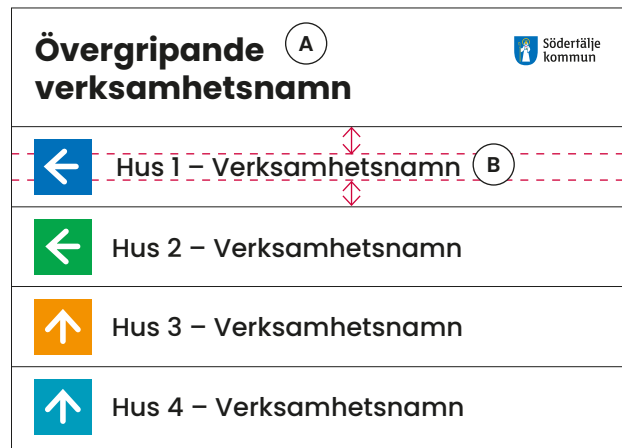 Övergripande A
verksamhetsnamn
Södertälje
kommun
Hus 1 – Verksamhetsnamn B
Hus 2 – Verksamhetsnamn
Hus 3 – Verksamhetsnamn
Hus 4 – Verksamhetsnamn